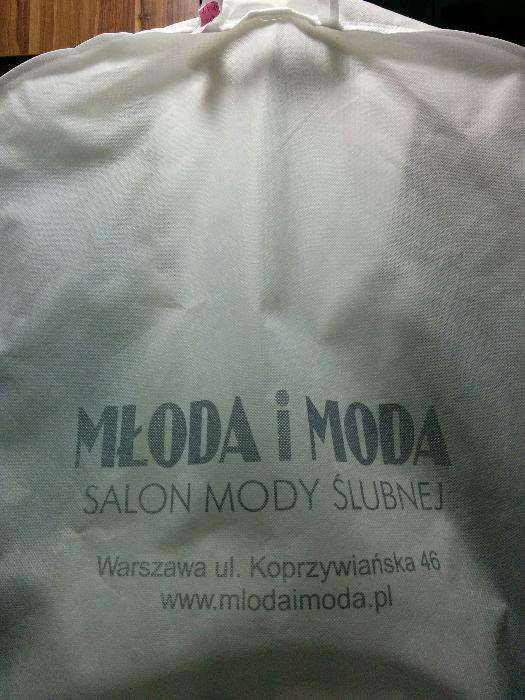 MŁODA i MODA
SALON MODY ŚLUBNEJ
Warszawa ul. Koprzywiańska 46
www.mlodaimoda.pl